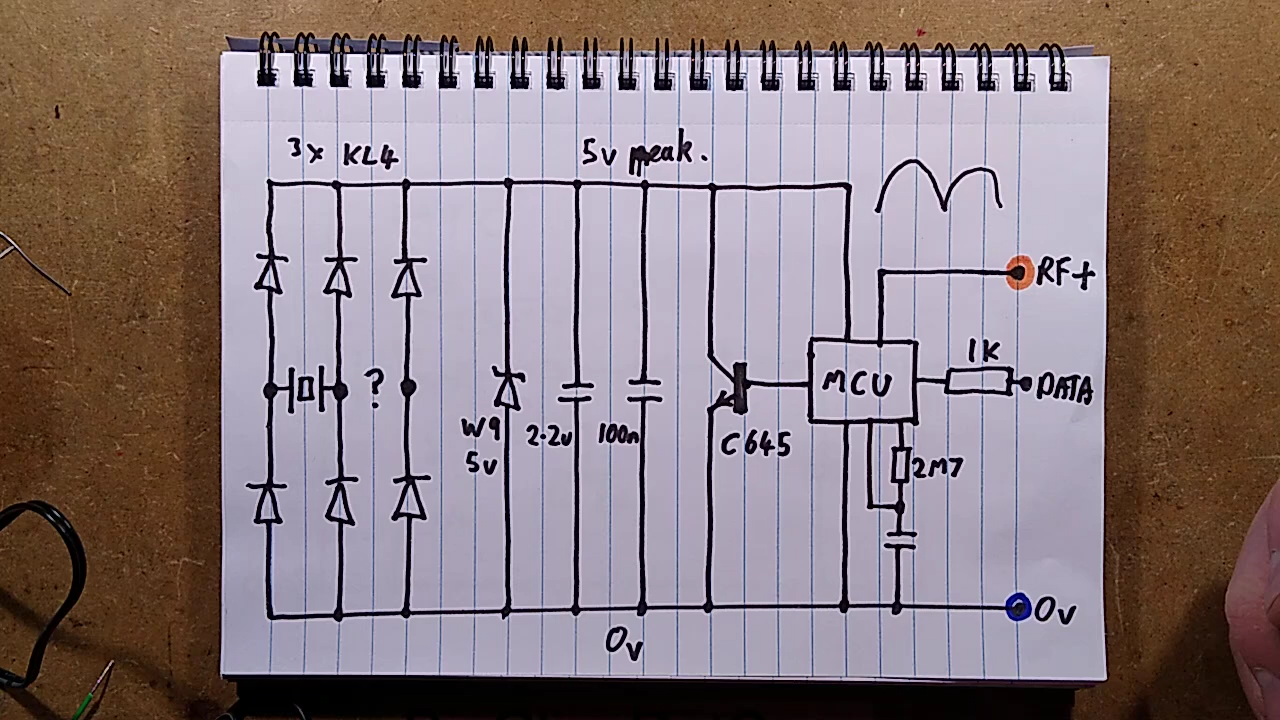 3x KL4
5v peak.
RF+
1K
MCU
DATA
?
W9
5v
2.2u
100n
C645
2M7
0v
0v